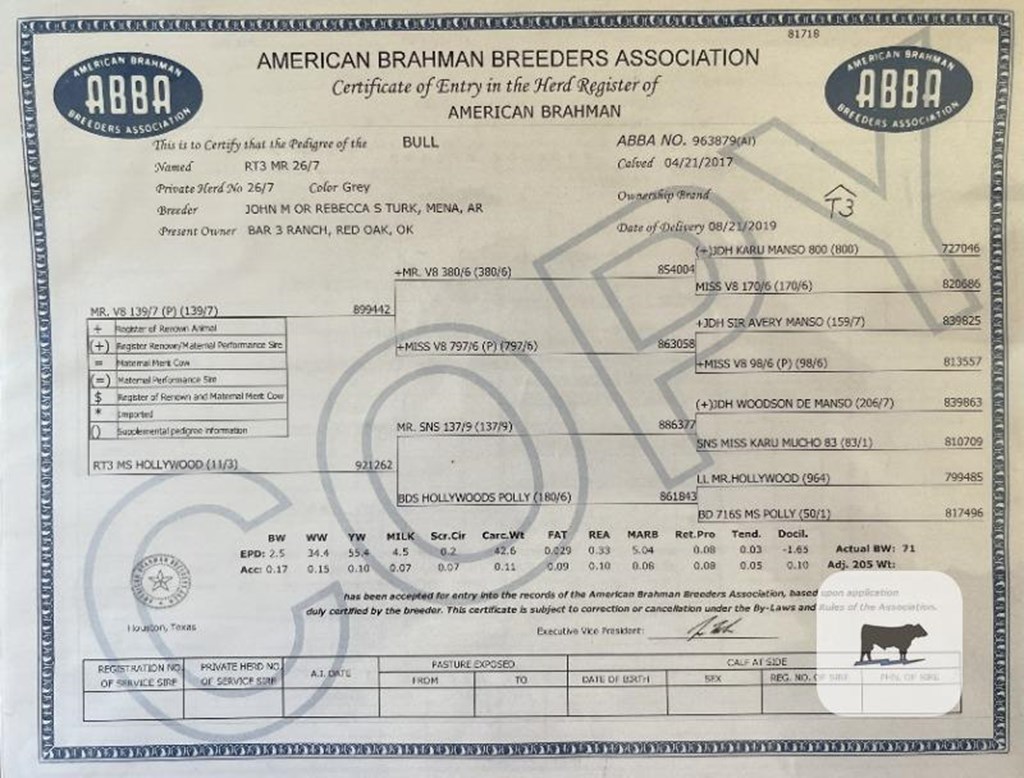 81718
AMERICAN BRAHMAN BREEDERS ASSOCIATION
Certificate of Entry in the Herd Register of
AMERICAN BRAHMAN
AMERICAN BRAHMAN
ABBA
BREEDERS ASSOCIATION
AMERICAN BRAHMAN
ABBA
BREEDERS ASSOCIATION
This is to Certify that the Pedigree of the BULL ABBA NO. 963879(AI)
Named RT3 MR 26/7 Calved 04/21/2017
Private Herd No 26/7 Color Grey Ownership Brand T3
Breeder JOHN M OR REBECCA S TURK, MENA, AR
Present Owner BAR 3 RANCH, RED OAK, OK Date of Delivery 08/21/2019
(+)JDH KARU MANSO 800 (800) 727046
+MR. V8 380/6 (380/6) 854004
MISS V8 170/6 (170/6) 820686
MR. V8 139/7 (P) (139/7) 899442
+JDH SIR AVERY MANSO (159/7) 839825
+MISS V8 797/6 (P) (797/6) 863058
+MISS V8 98/6 (P) (98/6) 813557
+ Register of Renown Animal
(+) Register Renown/Maternal Performance Sire
= Maternal Merit Cow
(=) Maternal Performance Sire
$ Register of Renown and Maternal Merit Cow
* Imported
() Supplemental pedigree information
(+)JDH WOODSON DE MANSO (206/7) 839863
MR. SNS 137/9 (137/9) 886377
SNS MISS KARU MUCHO 83 (83/1) 810709
RT3 MS HOLLYWOOD (11/3) 921262
LL MR.HOLLYWOOD (964) 799485
BDS HOLLYWOODS POLLY (180/6) 861843
BD 716S MS POLLY (50/1) 817496
BW WW YW MILK Scr.Cir Carc.Wt FAT REA MARB Ret.Pro Tend. Docil.
EPD: 2.5 34.4 55.4 4.5 0.2 42.6 0.029 0.33 5.04 0.08 0.03 -1.65 Actual BW: 71
Acc: 0.17 0.15 0.10 0.07 0.07 0.11 0.09 0.10 0.08 0.08 0.05 0.10 Adj. 205 Wt:
has been accepted for entry into the records of the American Brahman Breeders Association, based upon application
duly certified by the breeder. This certificate is subject to correction or cancellation under the By-Laws and Rules of the Association.
Houston, Texas
Executive Vice President:
REGISTRATION NO. OF SERVICE SIRE
PRIVATE HERD NO. OF SERVICE SIRE
A.I. DATE
PASTURE EXPOSED
FROM TO
CALF AT SIDE
DATE OF BIRTH SEX REG. NO. OF SIRE PH.N. OF SIRE
COPY